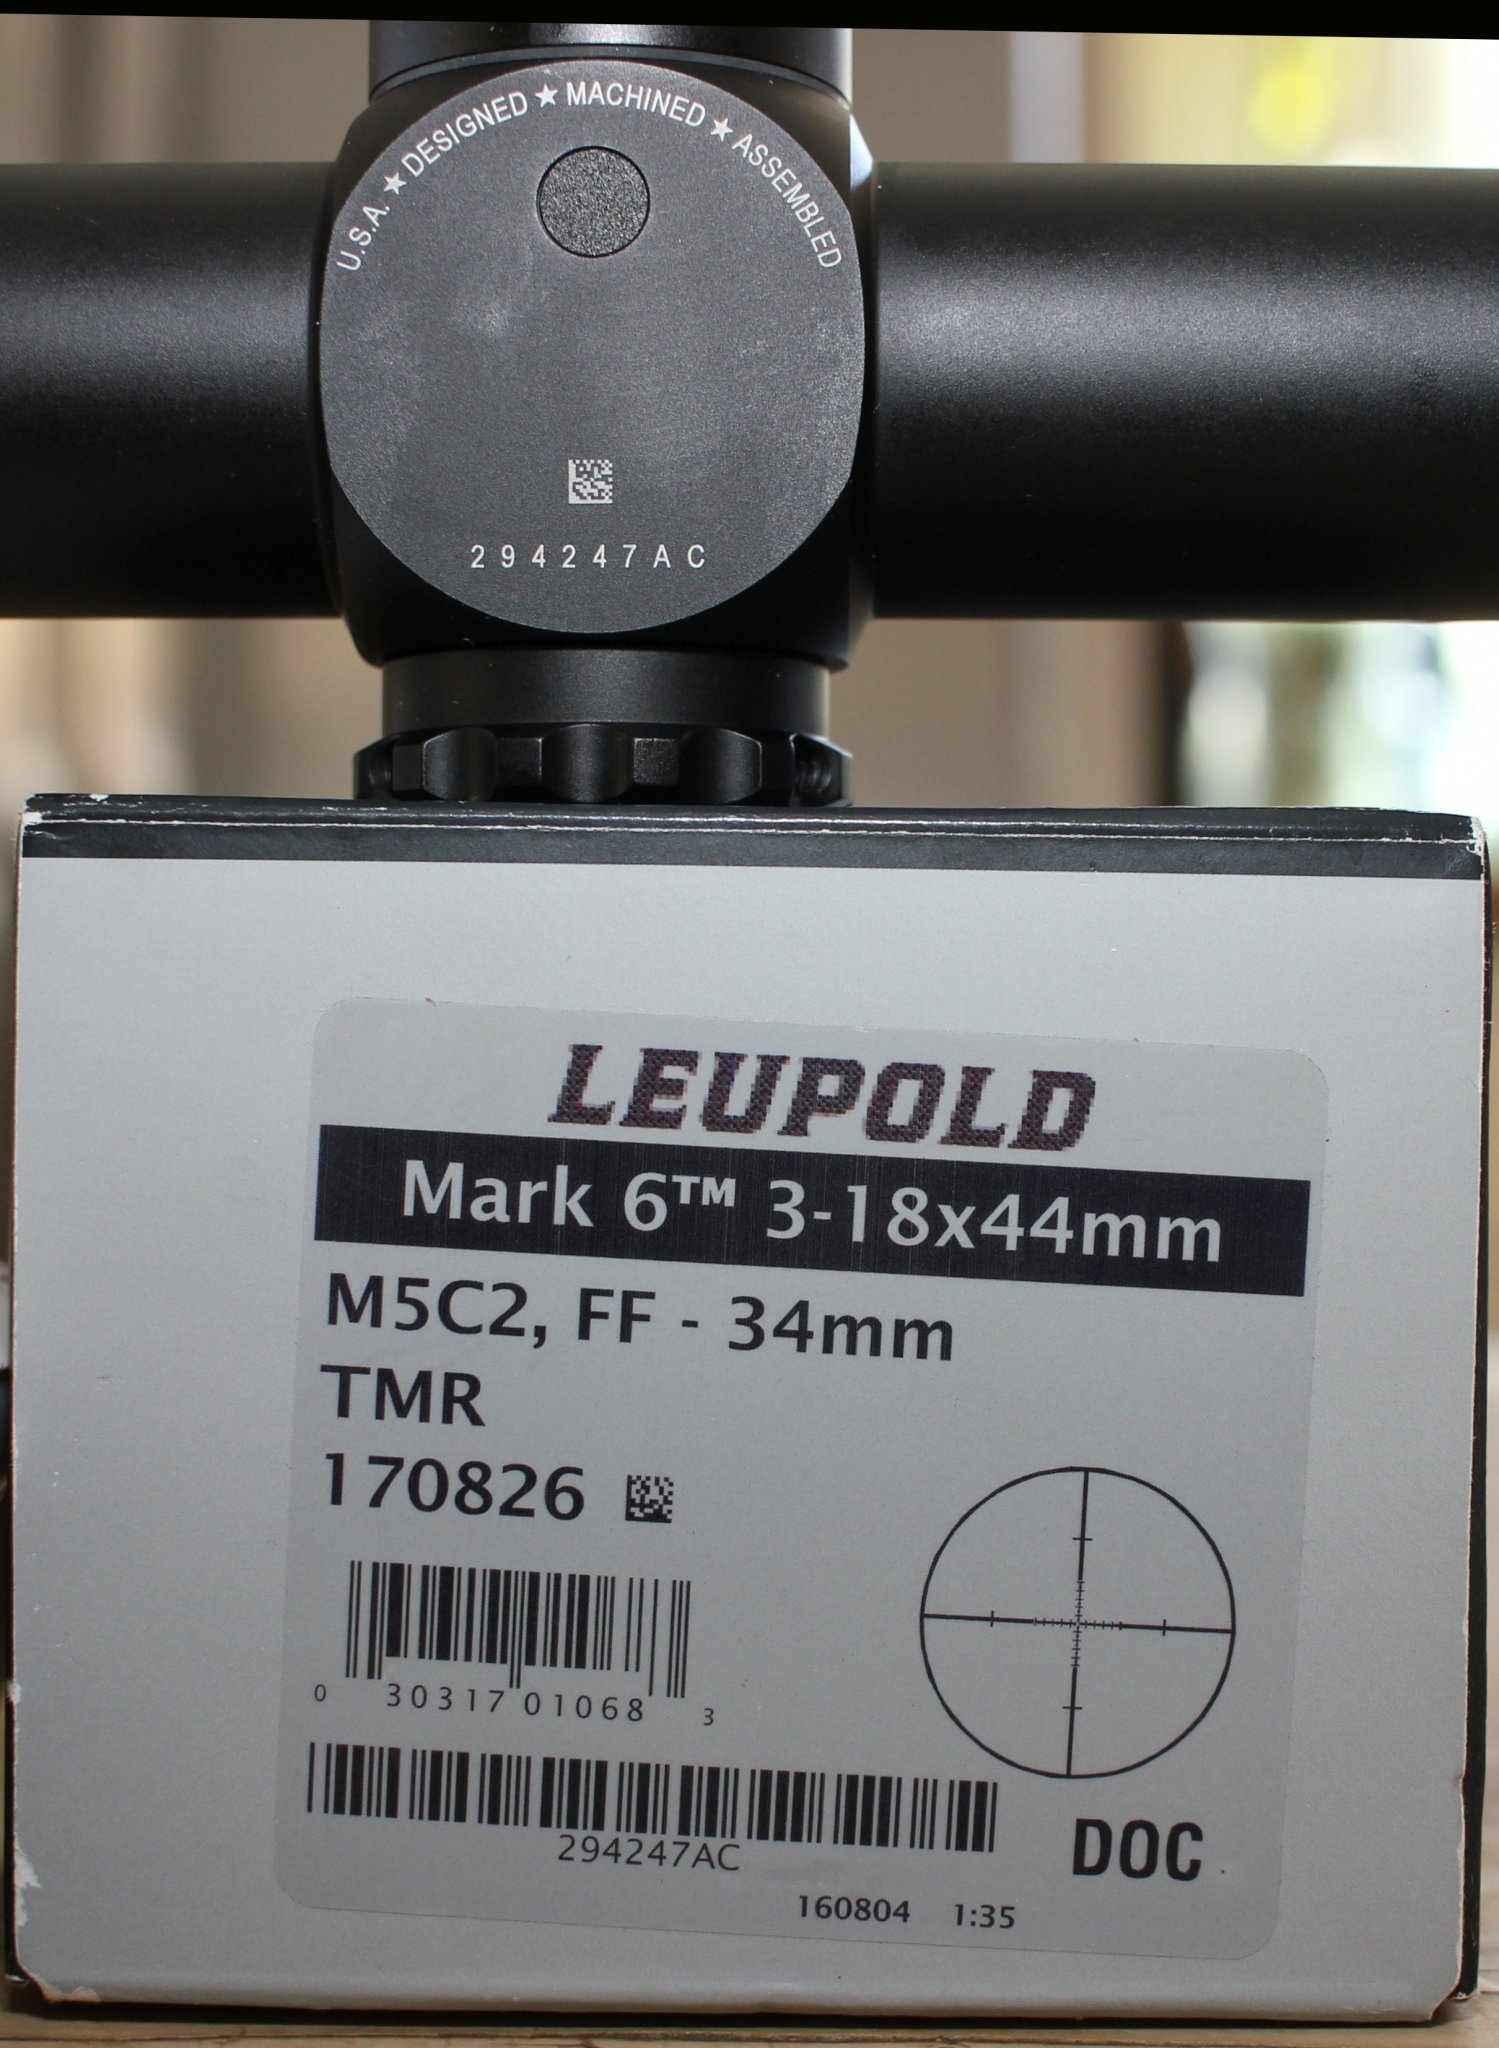 U.S.A. ★ DESIGNED ★ MACHINED ★ ASSEMBLED
294247AC
LEUPOLD
Mark 6™ 3-18x44mm
M5C2, FF - 34mm
TMR
170826
0 30317 01068 3
294247AC
DOC
160804 1:35